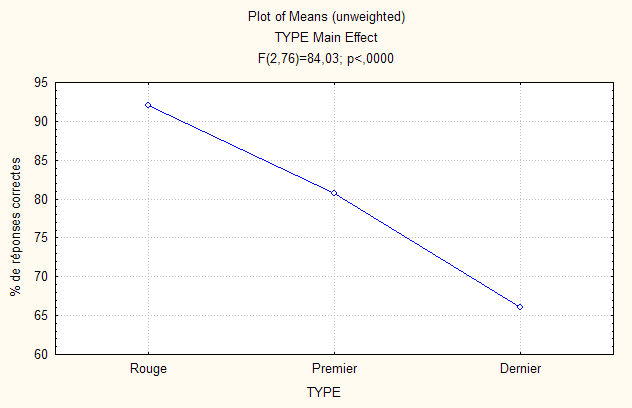 Plot of Means (unweighted)
TYPE Main Effect
F(2,76)=84,03; p<,0000
% de réponses correctes
95
90
85
80
75
70
65
60
Rouge Premier Dernier
TYPE